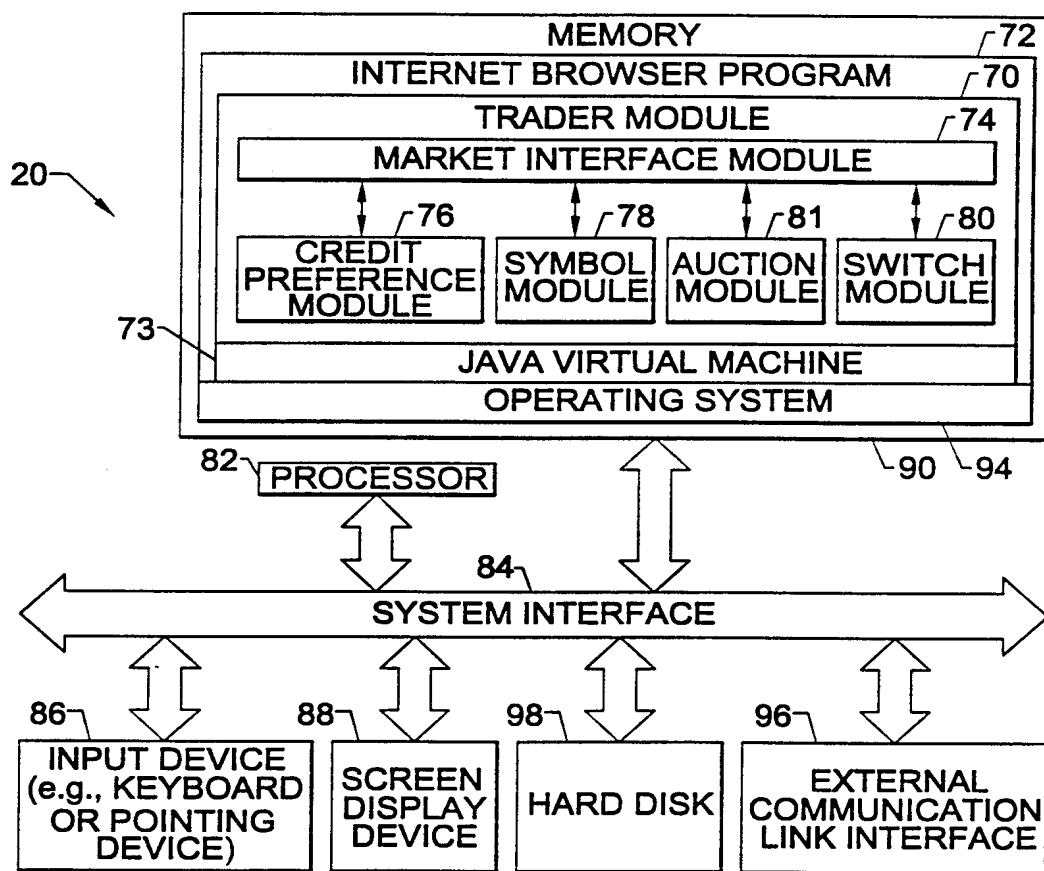 MEMORY
72
INTERNET BROWSER PROGRAM
70
TRADER MODULE
74
MARKET INTERFACE MODULE
20
76
78
81
80
CREDIT
PREFERENCE
MODULE
SYMBOL
MODULE
AUCTION
MODULE
SWITCH
MODULE
73
JAVA VIRTUAL MACHINE
OPERATING SYSTEM
82
PROCESSOR
90
94
84
SYSTEM INTERFACE
86
88
98
96
INPUT DEVICE
(e.g., KEYBOARD
OR POINTING
DEVICE)
SCREEN
DISPLAY
DEVICE
HARD DISK
EXTERNAL
COMMUNICATION
LINK INTERFACE